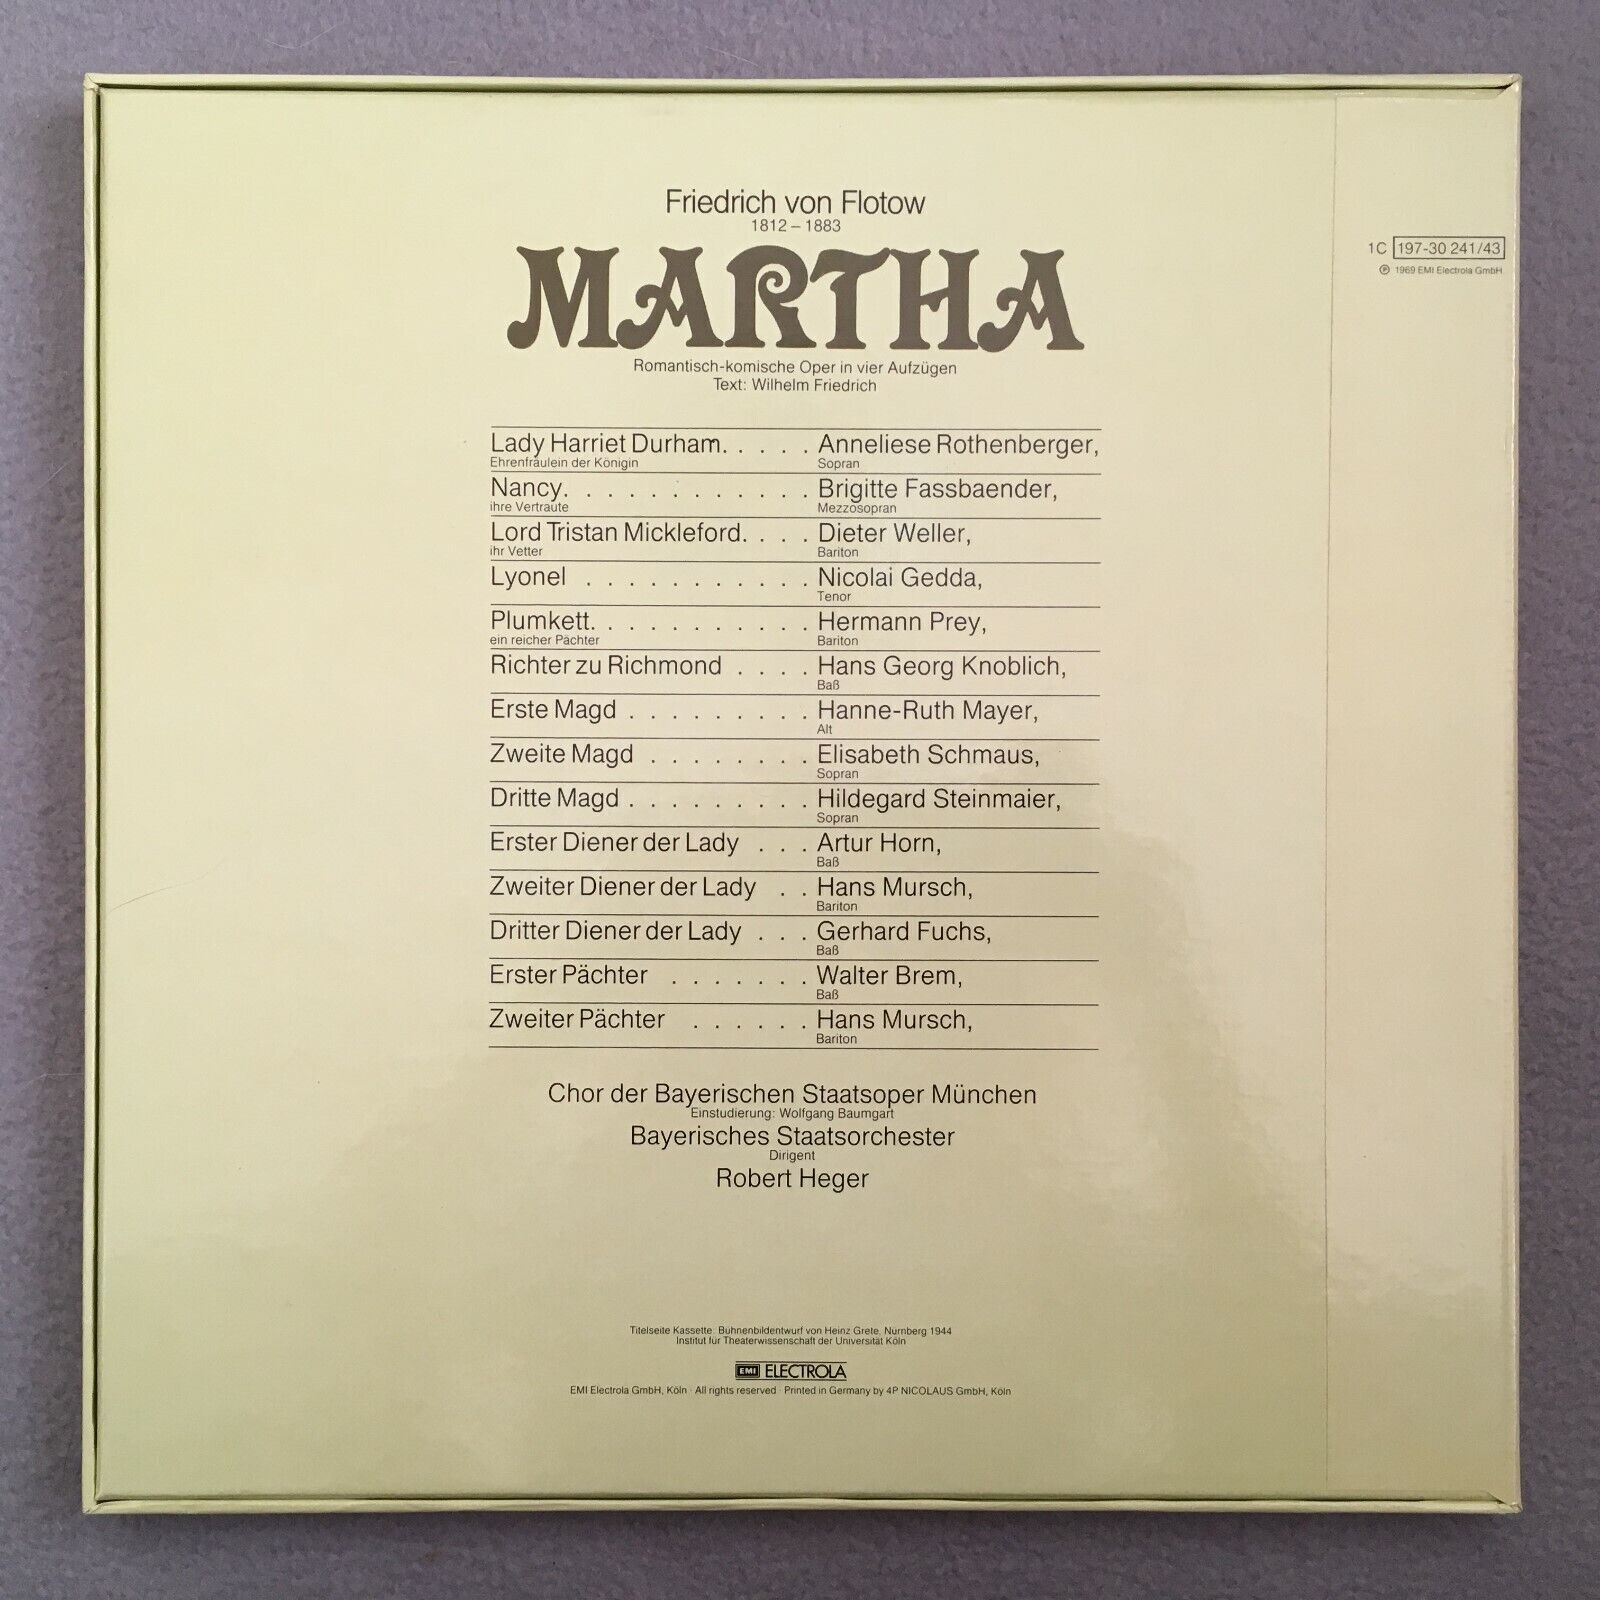 Friedrich von Flotow
1812 – 1883
MARTHA
Romantisch-komische Oper in vier Aufzügen
Text: Wilhelm Friedrich
1C 197-30 241/43
℗ 1969 EMI Electrola GmbH
Lady Harriet Durham. . . . . Anneliese Rothenberger,
Ehrenfräulein der Königin Sopran
Nancy. . . . . . . . . . . . Brigitte Fassbaender,
ihre Vertraute Mezzosopran
Lord Tristan Mickleford. . . . Dieter Weller,
ihr Vetter Bariton
Lyonel . . . . . . . . . . . Nicolai Gedda,
Tenor
Plumkett. . . . . . . . . . . Hermann Prey,
ein reicher Pächter Bariton
Richter zu Richmond . . . . Hans Georg Knoblich,
Baß
Erste Magd . . . . . . . . . Hanne-Ruth Mayer,
Alt
Zweite Magd . . . . . . . . Elisabeth Schmaus,
Sopran
Dritte Magd . . . . . . . . . Hildegard Steinmaier,
Sopran
Erster Diener der Lady . . . Artur Horn,
Baß
Zweiter Diener der Lady . . Hans Mursch,
Bariton
Dritter Diener der Lady . . . Gerhard Fuchs,
Baß
Erster Pächter . . . . . . . Walter Brem,
Baß
Zweiter Pächter . . . . . . Hans Mursch,
Bariton
Chor der Bayerischen Staatsoper München
Einstudierung: Wolfgang Baumgart
Bayerisches Staatsorchester
Dirigent
Robert Heger
Titelseite Kassette: Bühnenbildentwurf von Heinz Grete, Nürnberg 1944
Institut für Theaterwissenschaft der Universität Köln
EMI ELECTROLA
EMI Electrola GmbH, Köln · All rights reserved · Printed in Germany by 4P NICOLAUS GmbH, Köln